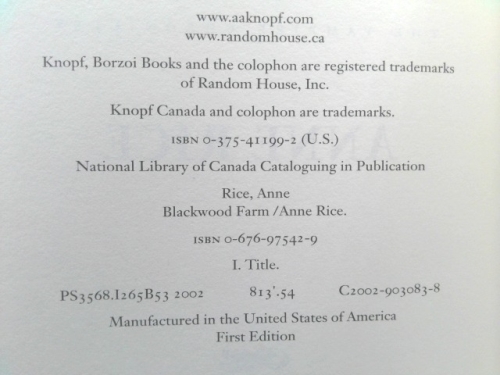 www.aaknopf.com
www.randomhouse.ca
Knopf, Borzoi Books and the colophon are registered trademarks
of Random House, Inc.
Knopf Canada and colophon are trademarks.
ISBN 0-375-41199-2 (U.S.)
National Library of Canada Cataloguing in Publication
Rice, Anne
Blackwood Farm /Anne Rice.
ISBN 0-676-97542-9
I. Title.
PS3568.I265B53 2002 813'.54 C2002-903083-8
Manufactured in the United States of America
First Edition